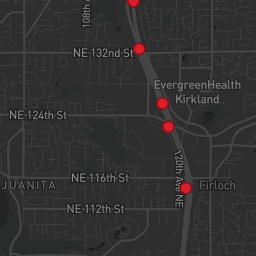 108th A
NE 132nd St
EvergreenHealth
Kirkland
NE 124th St
120th Ave NE
JUANITA
NE 116th St
Firloch
NE 112th St